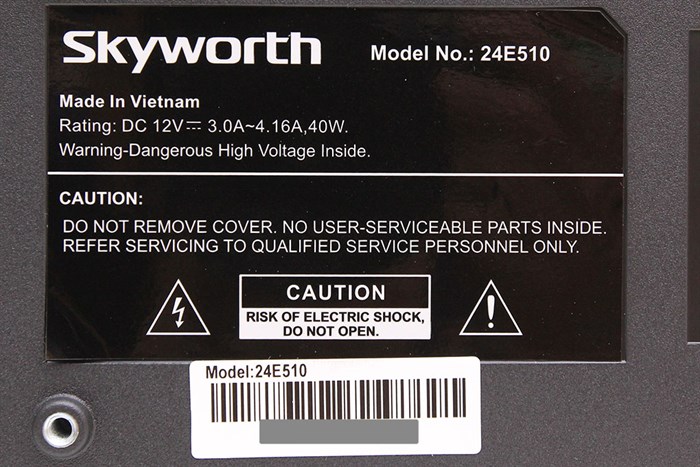 Skyworth Model No.: 24E510
Made In Vietnam
Rating: DC 12V⎓ 3.0A~4.16A,40W.
Warning-Dangerous High Voltage Inside.
CAUTION:
DO NOT REMOVE COVER. NO USER-SERVICEABLE PARTS INSIDE.
REFER SERVICING TO QUALIFIED SERVICE PERSONNEL ONLY.
CAUTION
RISK OF ELECTRIC SHOCK,
DO NOT OPEN.
Model:24E510